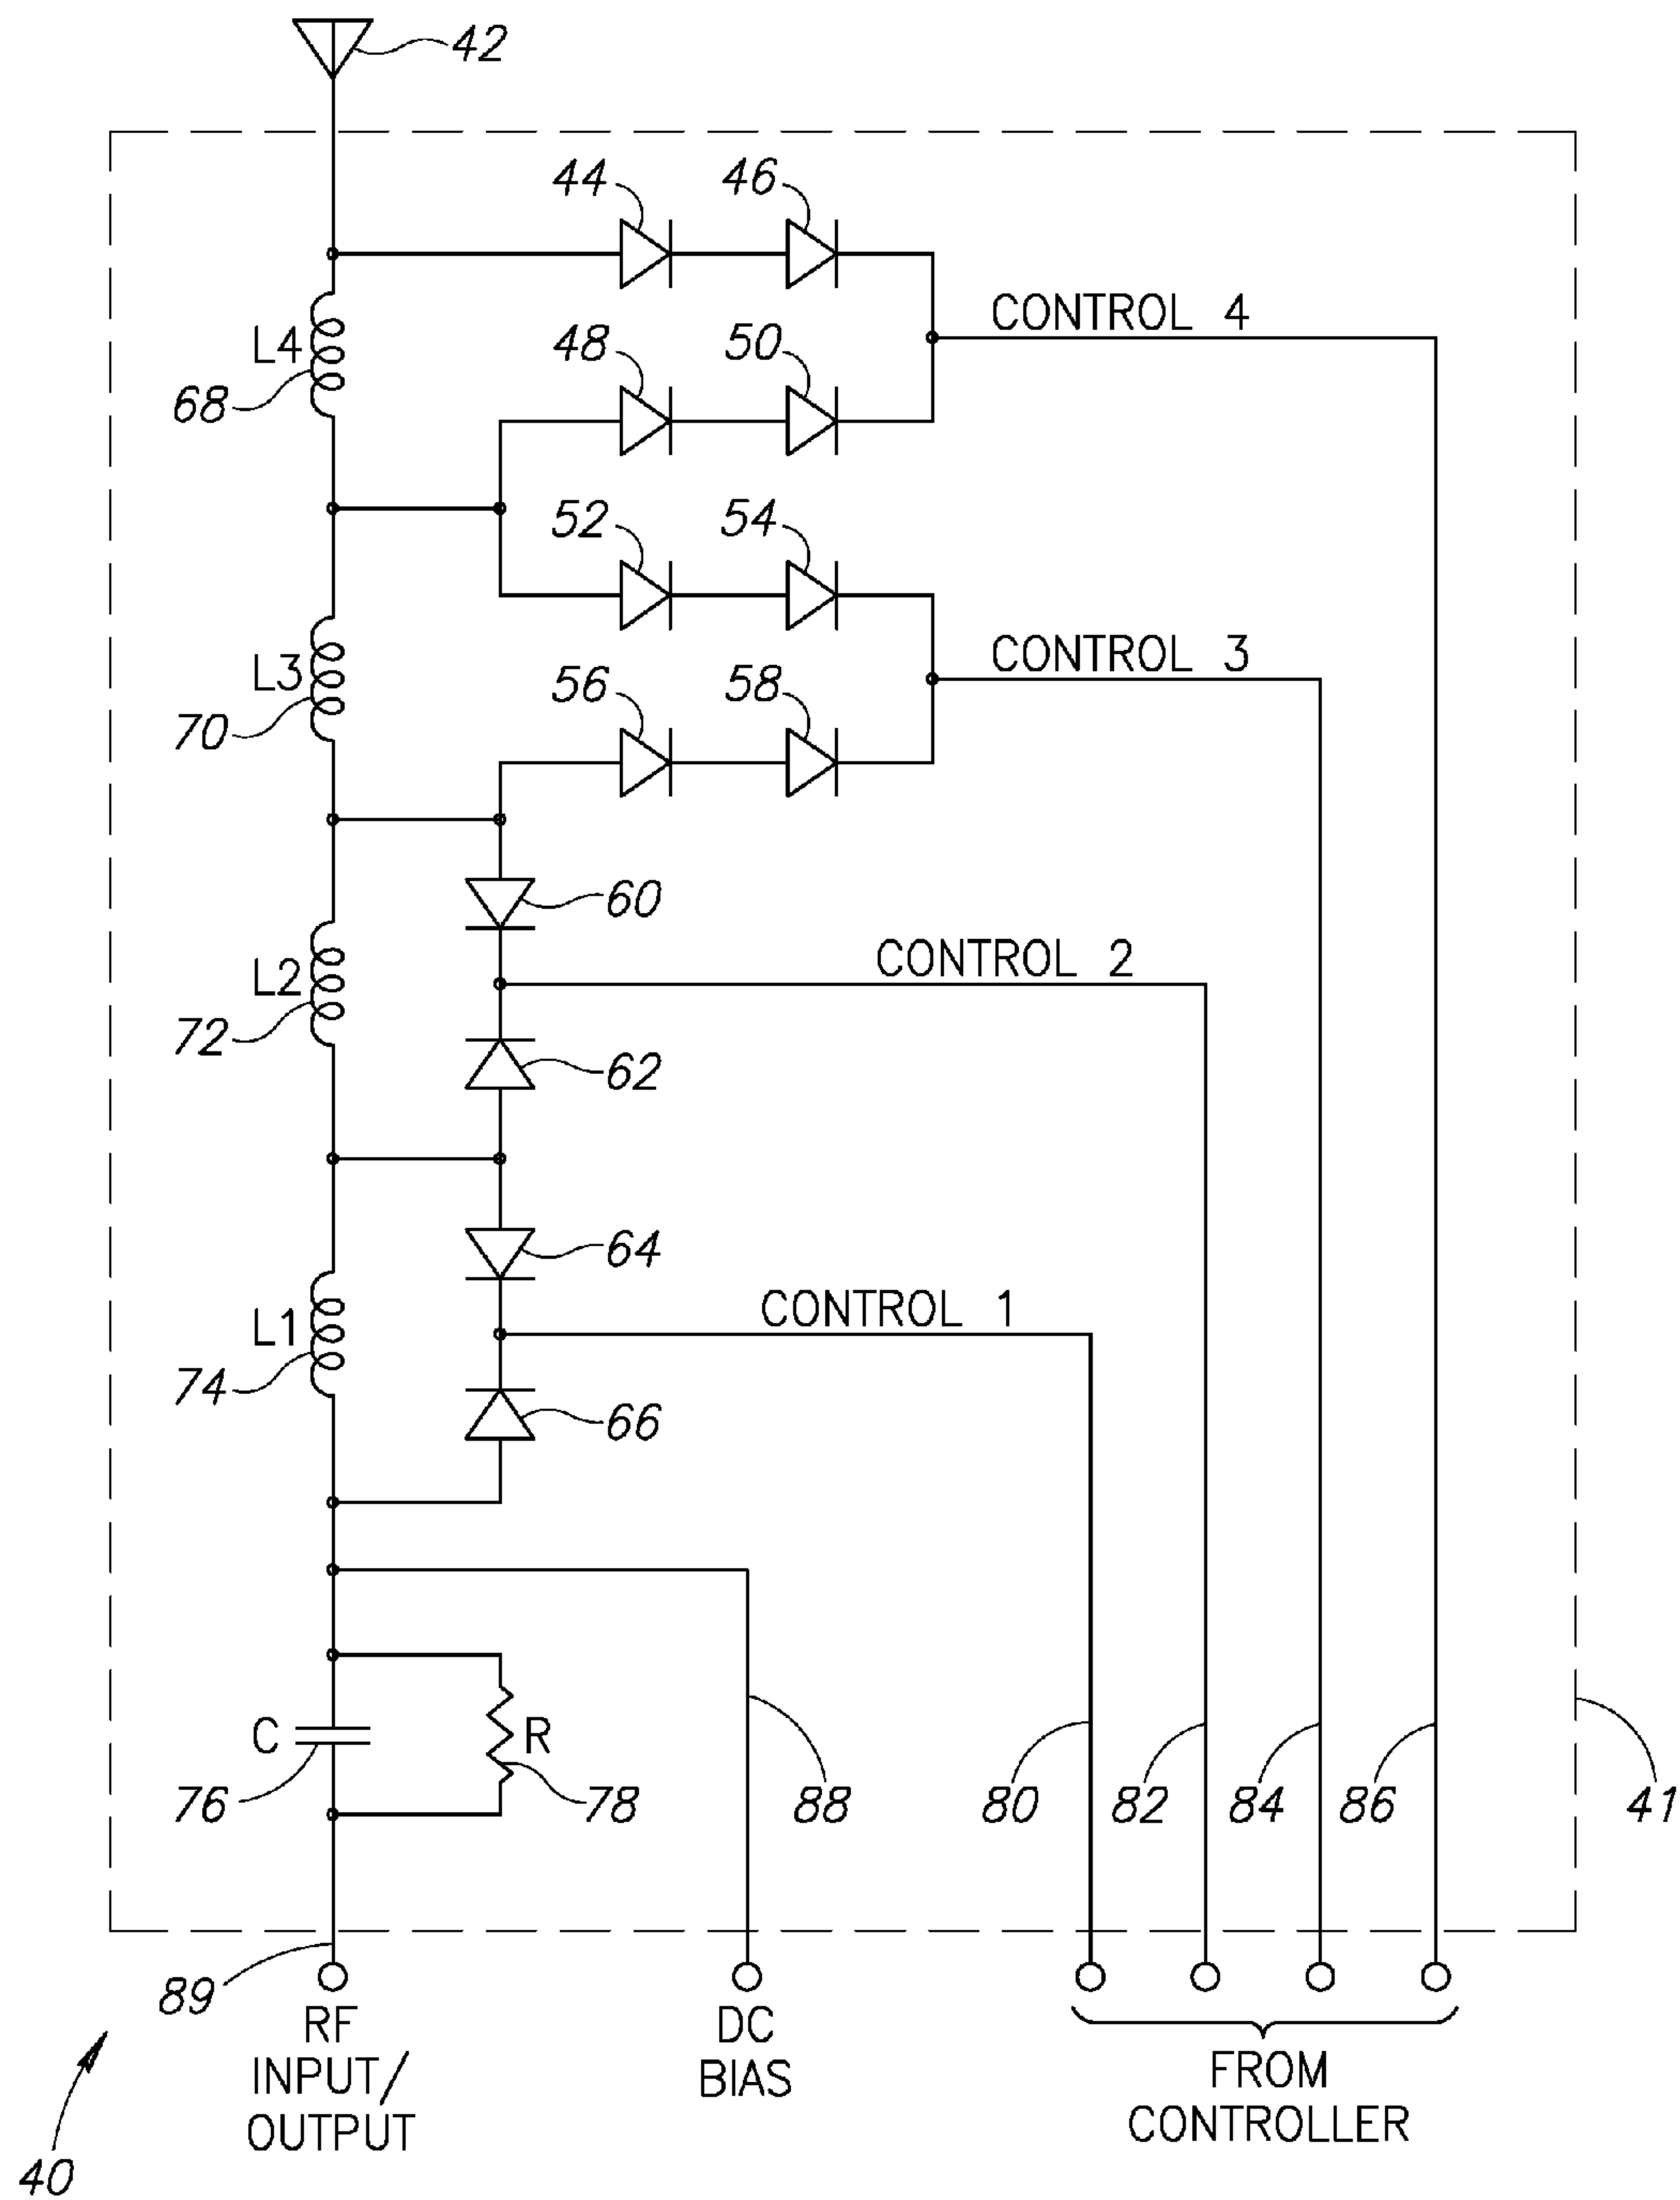 42
44 46
CONTROL 4
L4
48 50
68
52 54
CONTROL 3
L3
56 58
70
60
CONTROL 2
L2
72
62
64
CONTROL 1
L1
74
66
C
R
76
78
88
80
82
84
86
41
89
RF
INPUT/
OUTPUT
DC
BIAS
FROM
CONTROLLER
40